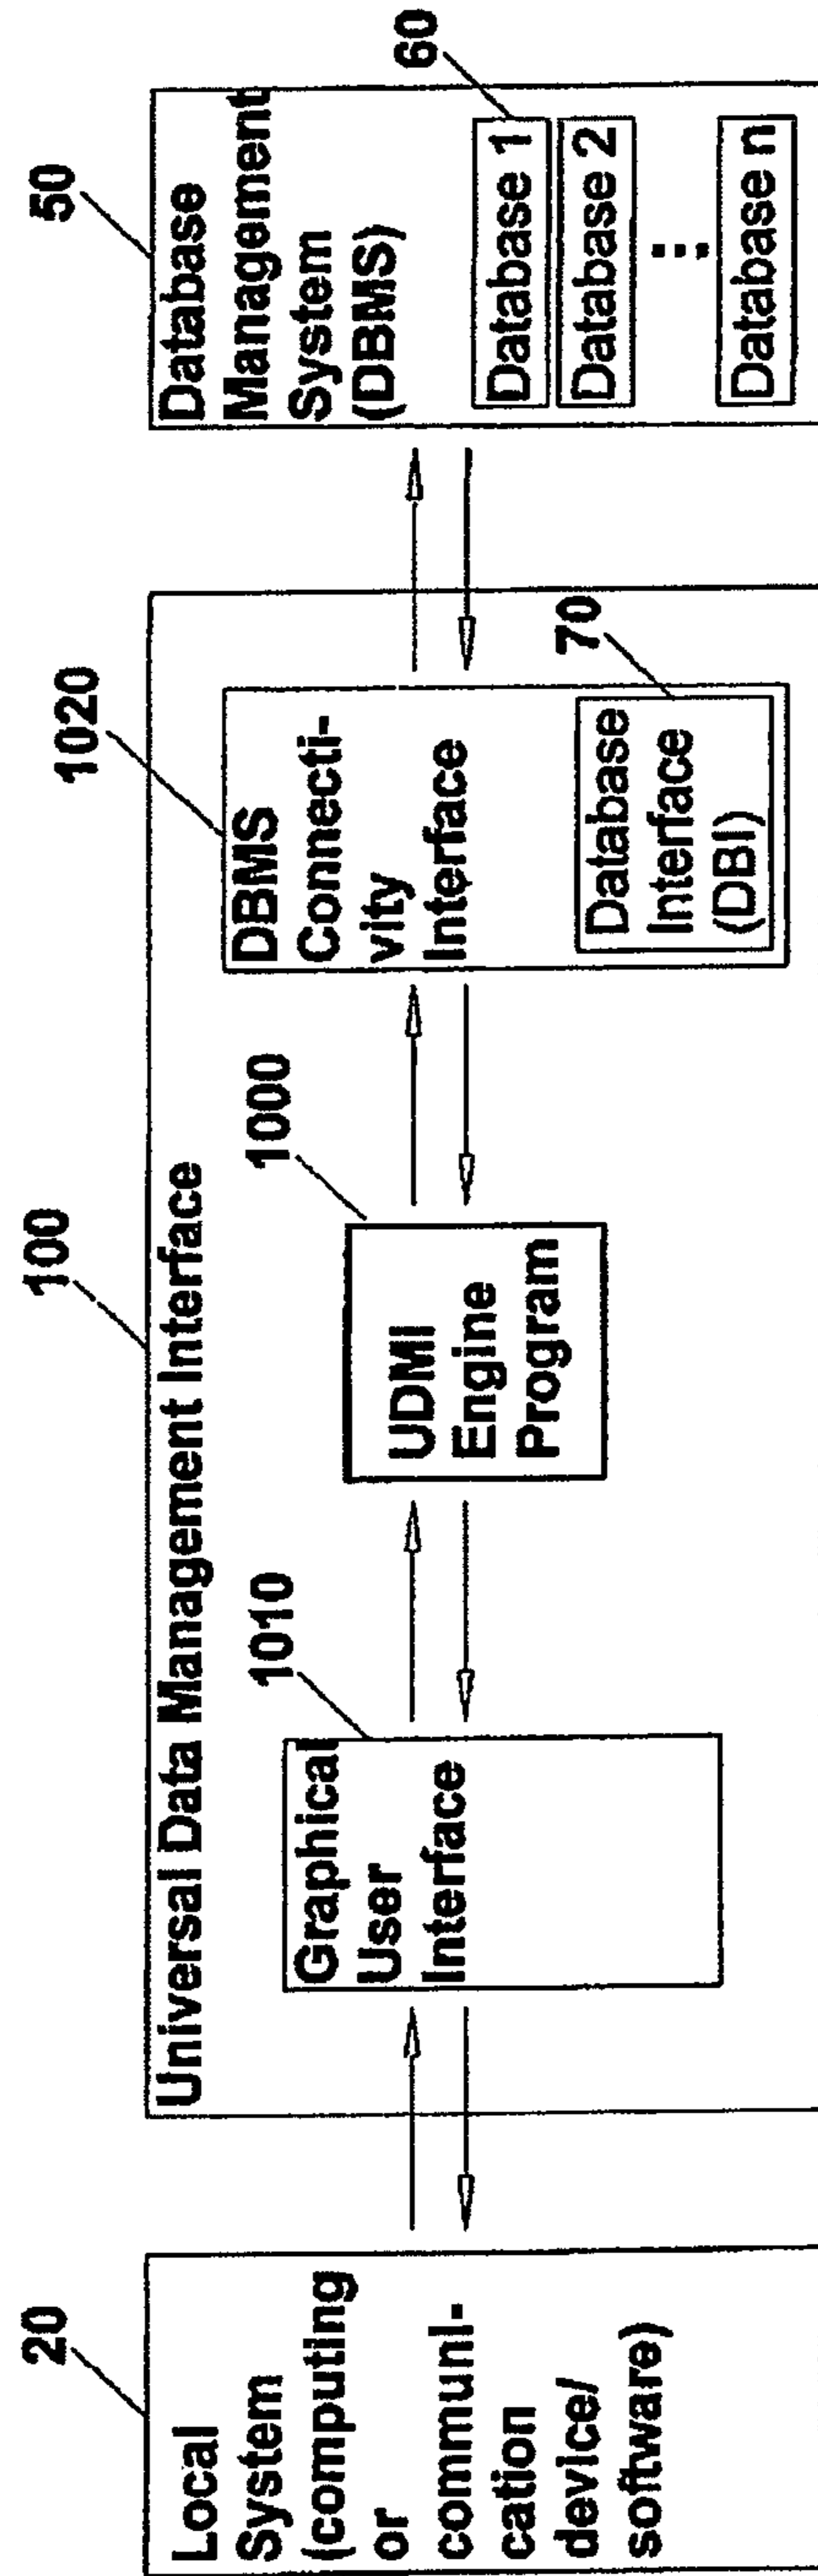 20
Local
System
(computing
or
communi-
cation
device/
software)
100
Universal Data Management Interface
1010
Graphical
User
Interface
1000
UDMI
Engine
Program
1020
DBMS
Connecti-
vity
Interface
70
Database
Interface
(DBI)
50
Database
Management
System
(DBMS)
60
Database 1
Database 2
...
Database n